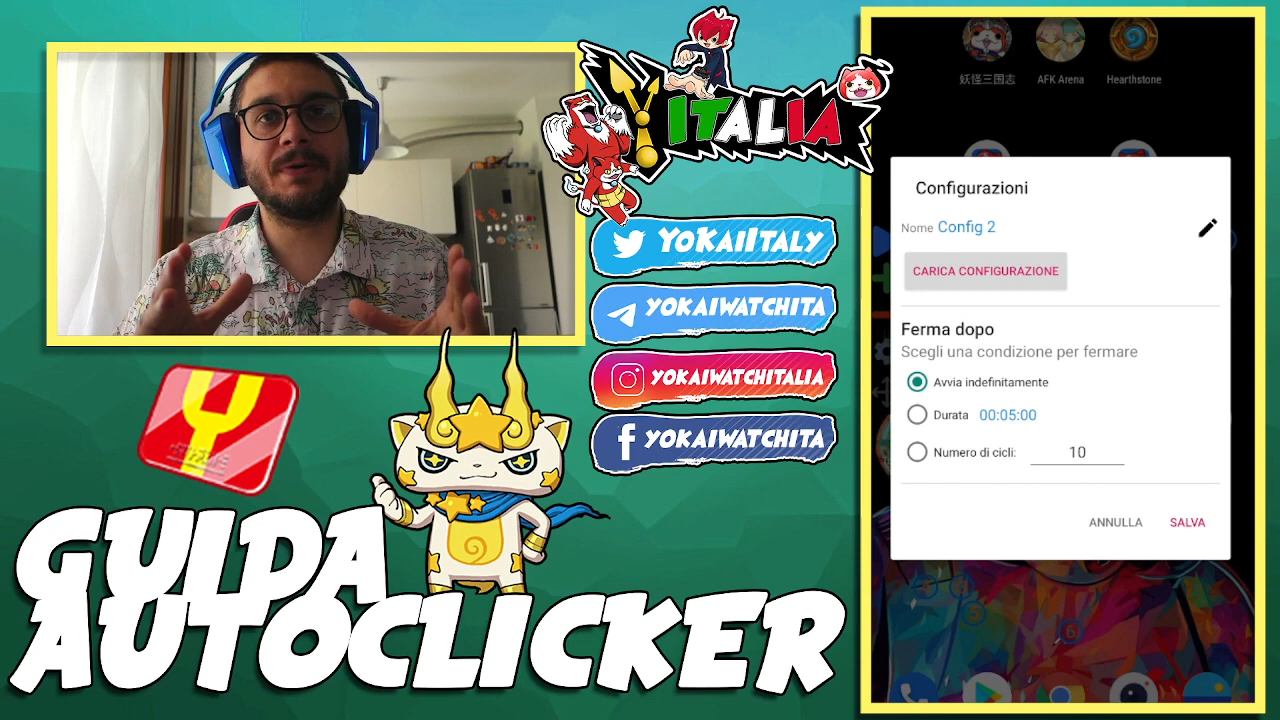 Y ITALIA
YOKAIITALY
YOKAIWATCHITA
YOKAIWATCHITALIA
YOKAIWATCHITA
GUIDA
AUTOCLICKER
妖怪三国志
AFK Arena
Hearthstone
Configurazioni
Nome Config 2
CARICA CONFIGURAZIONE
Ferma dopo
Scegli una condizione per fermare
Avvia indefinitamente
Durata 00:05:00
Numero di cicli: 10
ANNULLA SALVA
6